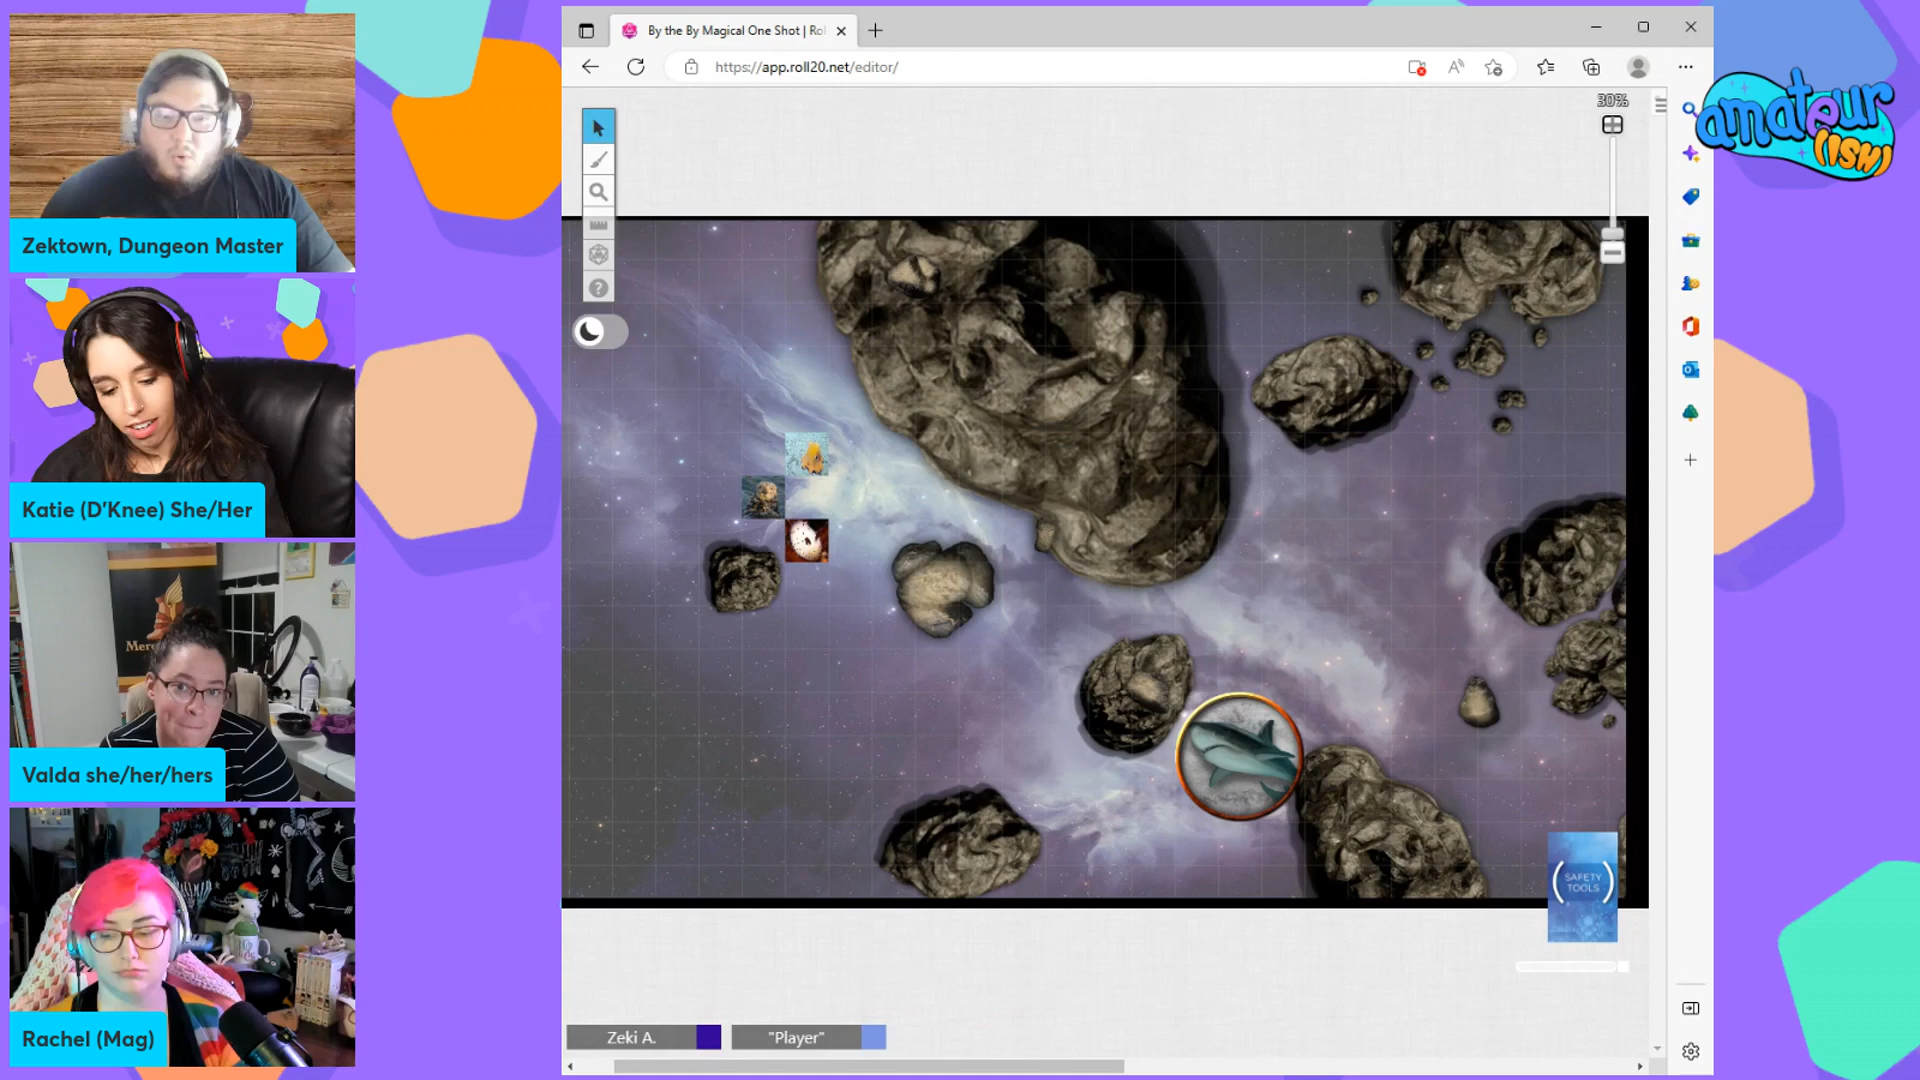 Zektown, Dungeon Master
Katie (D'Knee) She/Her
Merc
Valda she/her/hers
Rachel (Mag)
By the By Magical One Shot | Rol
https://app.roll20.net/editor/
30%
amateur
(ISH)
SAFETY
TOOLS
Zeki A.
"Player"